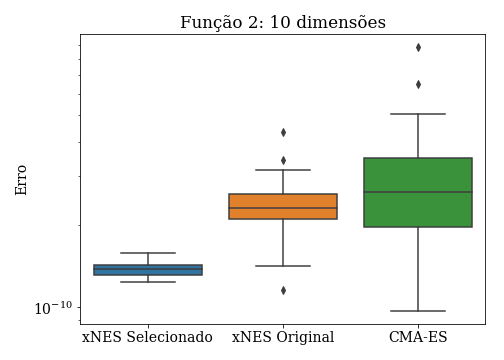 Função 2: 10 dimensões
Erro
10⁻¹⁰
xNES Selecionado xNES Original CMA-ES